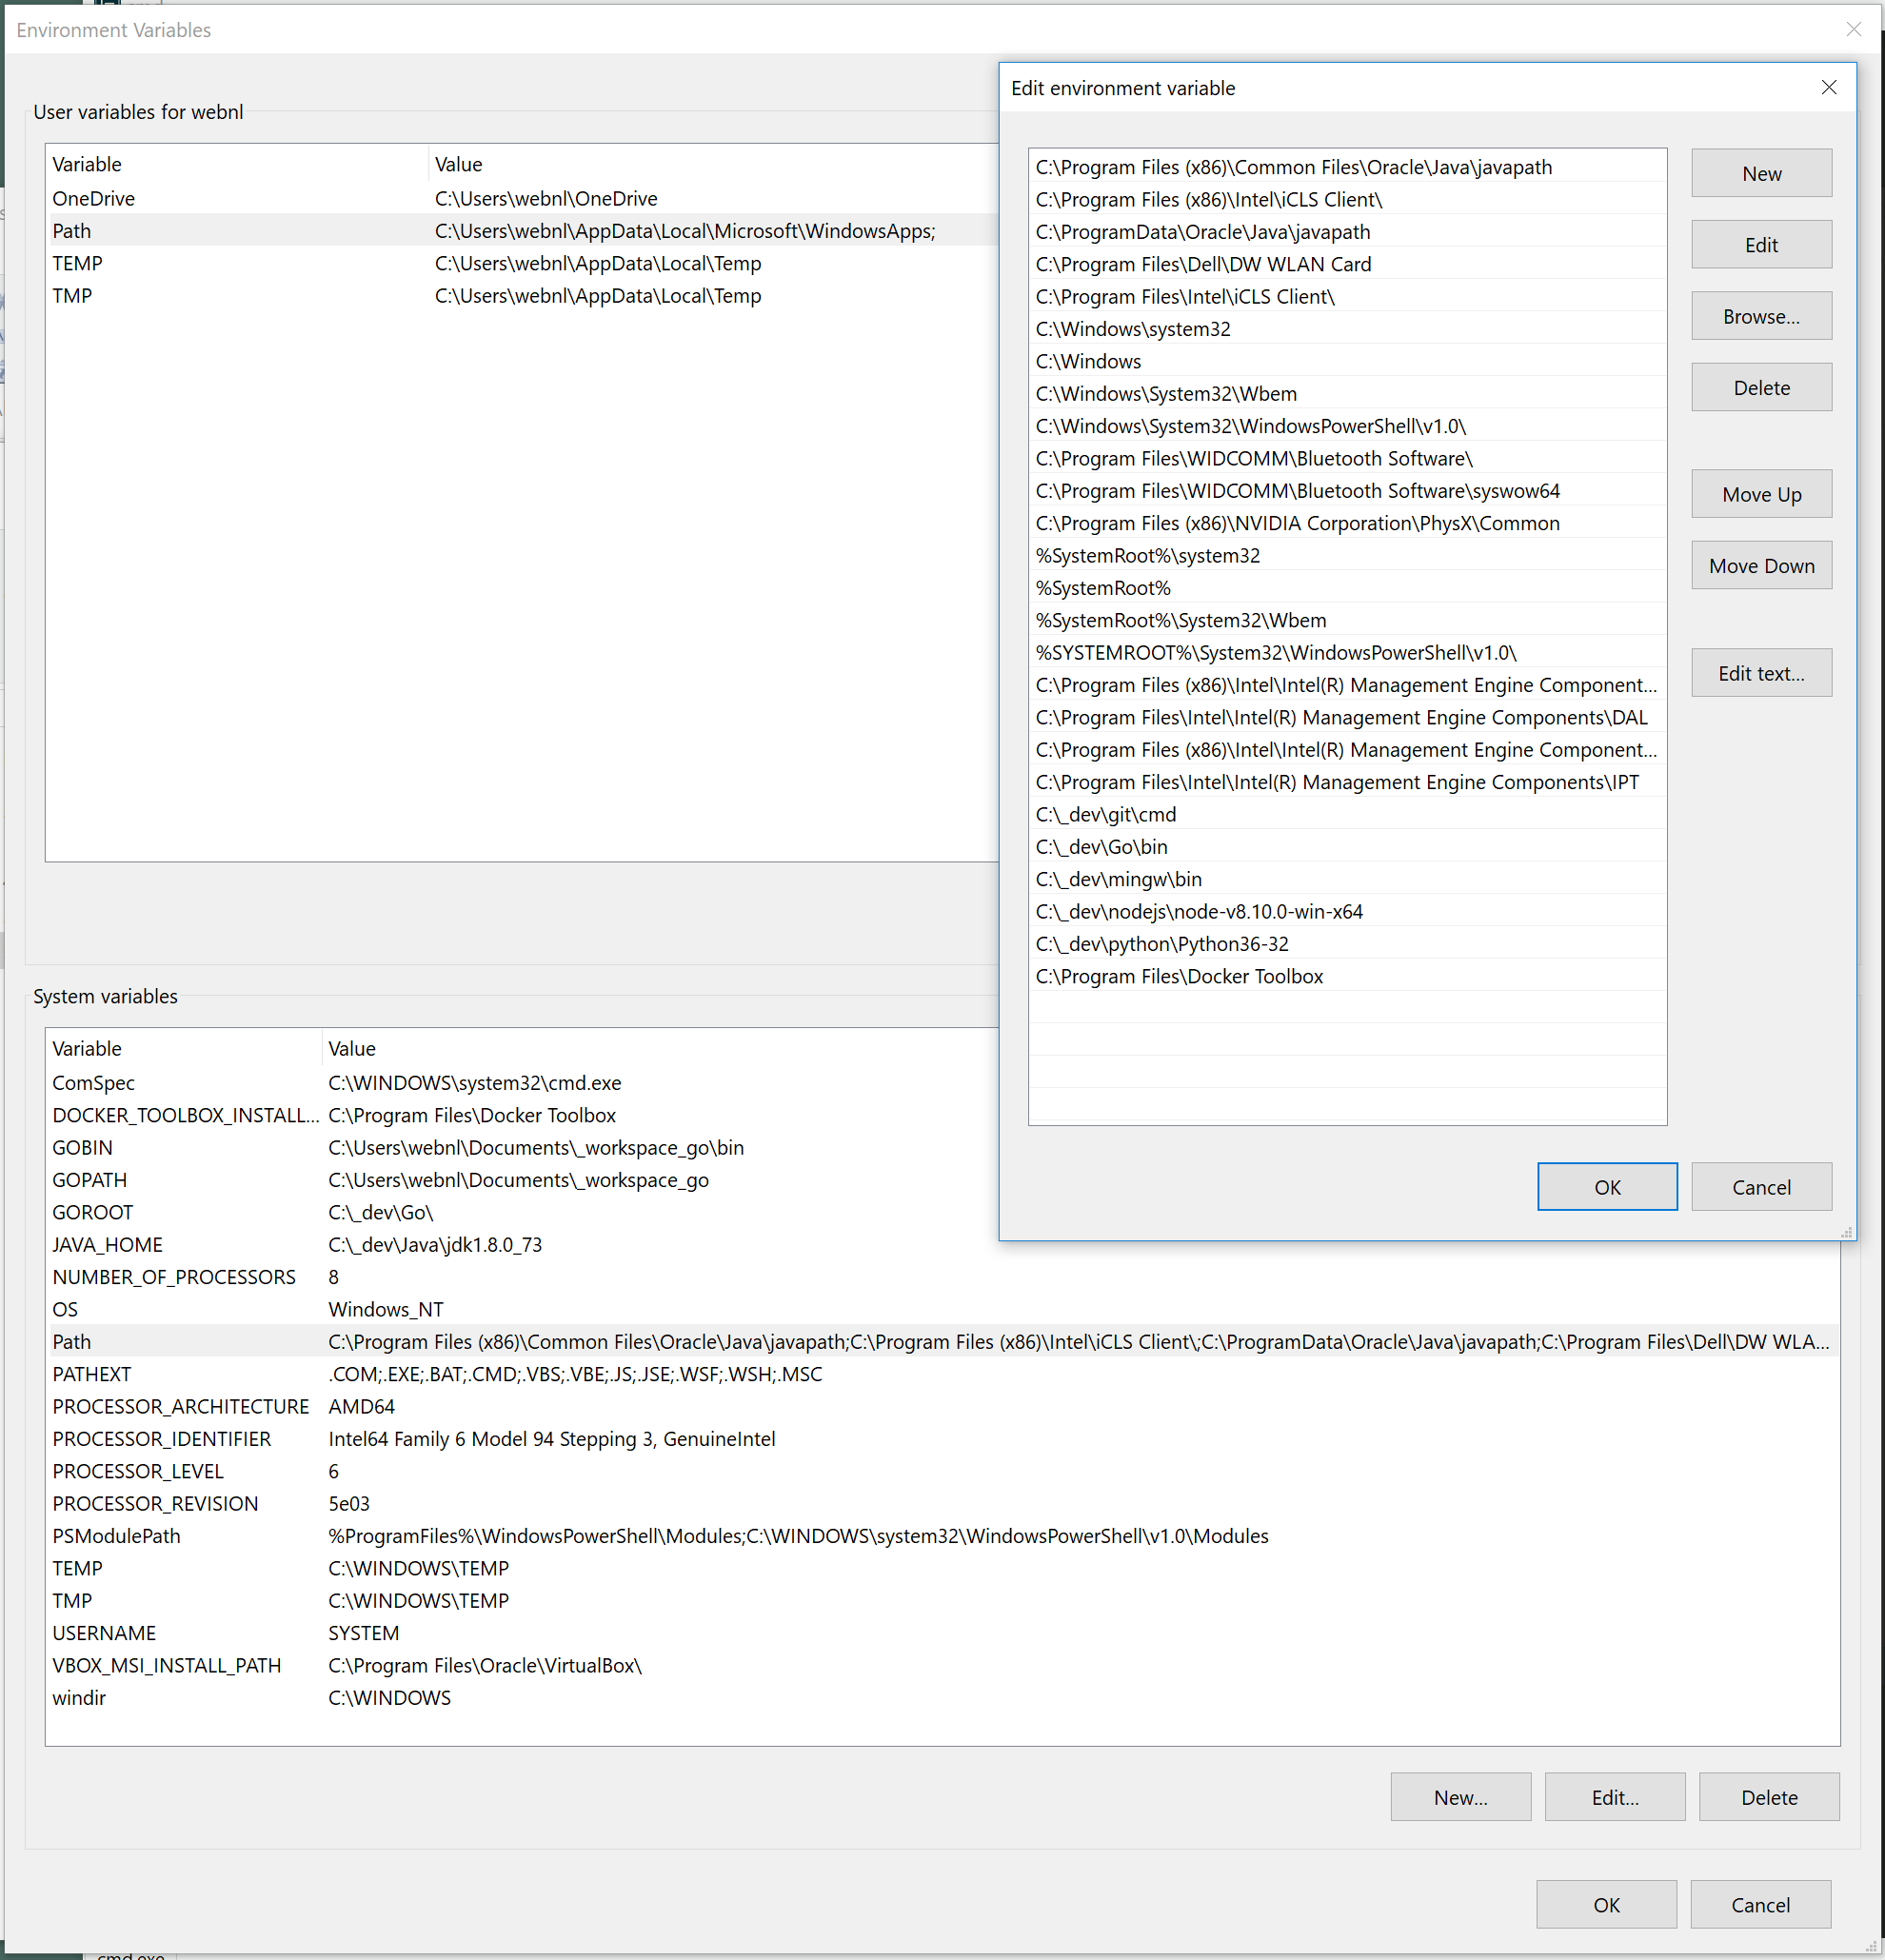 Environment Variables
User variables for webnl
Variable Value
OneDrive C:\Users\webnl\OneDrive
Path C:\Users\webnl\AppData\Local\Microsoft\WindowsApps;
TEMP C:\Users\webnl\AppData\Local\Temp
TMP C:\Users\webnl\AppData\Local\Temp
Edit environment variable
C:\Program Files (x86)\Common Files\Oracle\Java\javapath
C:\Program Files (x86)\Intel\iCLS Client\
C:\ProgramData\Oracle\Java\javapath
C:\Program Files\Dell\DW WLAN Card
C:\Program Files\Intel\iCLS Client\
C:\Windows\system32
C:\Windows
C:\Windows\System32\Wbem
C:\Windows\System32\WindowsPowerShell\v1.0\
C:\Program Files\WIDCOMM\Bluetooth Software\
C:\Program Files\WIDCOMM\Bluetooth Software\syswow64
C:\Program Files (x86)\NVIDIA Corporation\PhysX\Common
%SystemRoot%\system32
%SystemRoot%
%SystemRoot%\System32\Wbem
%SYSTEMROOT%\System32\WindowsPowerShell\v1.0\
C:\Program Files (x86)\Intel\Intel(R) Management Engine Component...
C:\Program Files\Intel\Intel(R) Management Engine Components\DAL
C:\Program Files (x86)\Intel\Intel(R) Management Engine Component...
C:\Program Files\Intel\Intel(R) Management Engine Components\IPT
C:\_dev\git\cmd
C:\_dev\Go\bin
C:\_dev\mingw\bin
C:\_dev\nodejs\node-v8.10.0-win-x64
C:\_dev\python\Python36-32
C:\Program Files\Docker Toolbox
New
Edit
Browse...
Delete
Move Up
Move Down
Edit text...
OK
Cancel
System variables
Variable Value
ComSpec C:\WINDOWS\system32\cmd.exe
DOCKER_TOOLBOX_INSTALL... C:\Program Files\Docker Toolbox
GOBIN C:\Users\webnl\Documents\_workspace_go\bin
GOPATH C:\Users\webnl\Documents\_workspace_go
GOROOT C:\_dev\Go\
JAVA_HOME C:\_dev\Java\jdk1.8.0_73
NUMBER_OF_PROCESSORS 8
OS Windows_NT
Path C:\Program Files (x86)\Common Files\Oracle\Java\javapath;C:\Program Files (x86)\Intel\iCLS Client\;C:\ProgramData\Oracle\Java\javapath;C:\Program Files\Dell\DW WLA...
PATHEXT .COM;.EXE;.BAT;.CMD;.VBS;.VBE;.JS;.JSE;.WSF;.WSH;.MSC
PROCESSOR_ARCHITECTURE AMD64
PROCESSOR_IDENTIFIER Intel64 Family 6 Model 94 Stepping 3, GenuineIntel
PROCESSOR_LEVEL 6
PROCESSOR_REVISION 5e03
PSModulePath %ProgramFiles%\WindowsPowerShell\Modules;C:\WINDOWS\system32\WindowsPowerShell\v1.0\Modules
TEMP C:\WINDOWS\TEMP
TMP C:\WINDOWS\TEMP
USERNAME SYSTEM
VBOX_MSI_INSTALL_PATH C:\Program Files\Oracle\VirtualBox\
windir C:\WINDOWS
New...
Edit...
Delete
OK
Cancel
cmd.exe